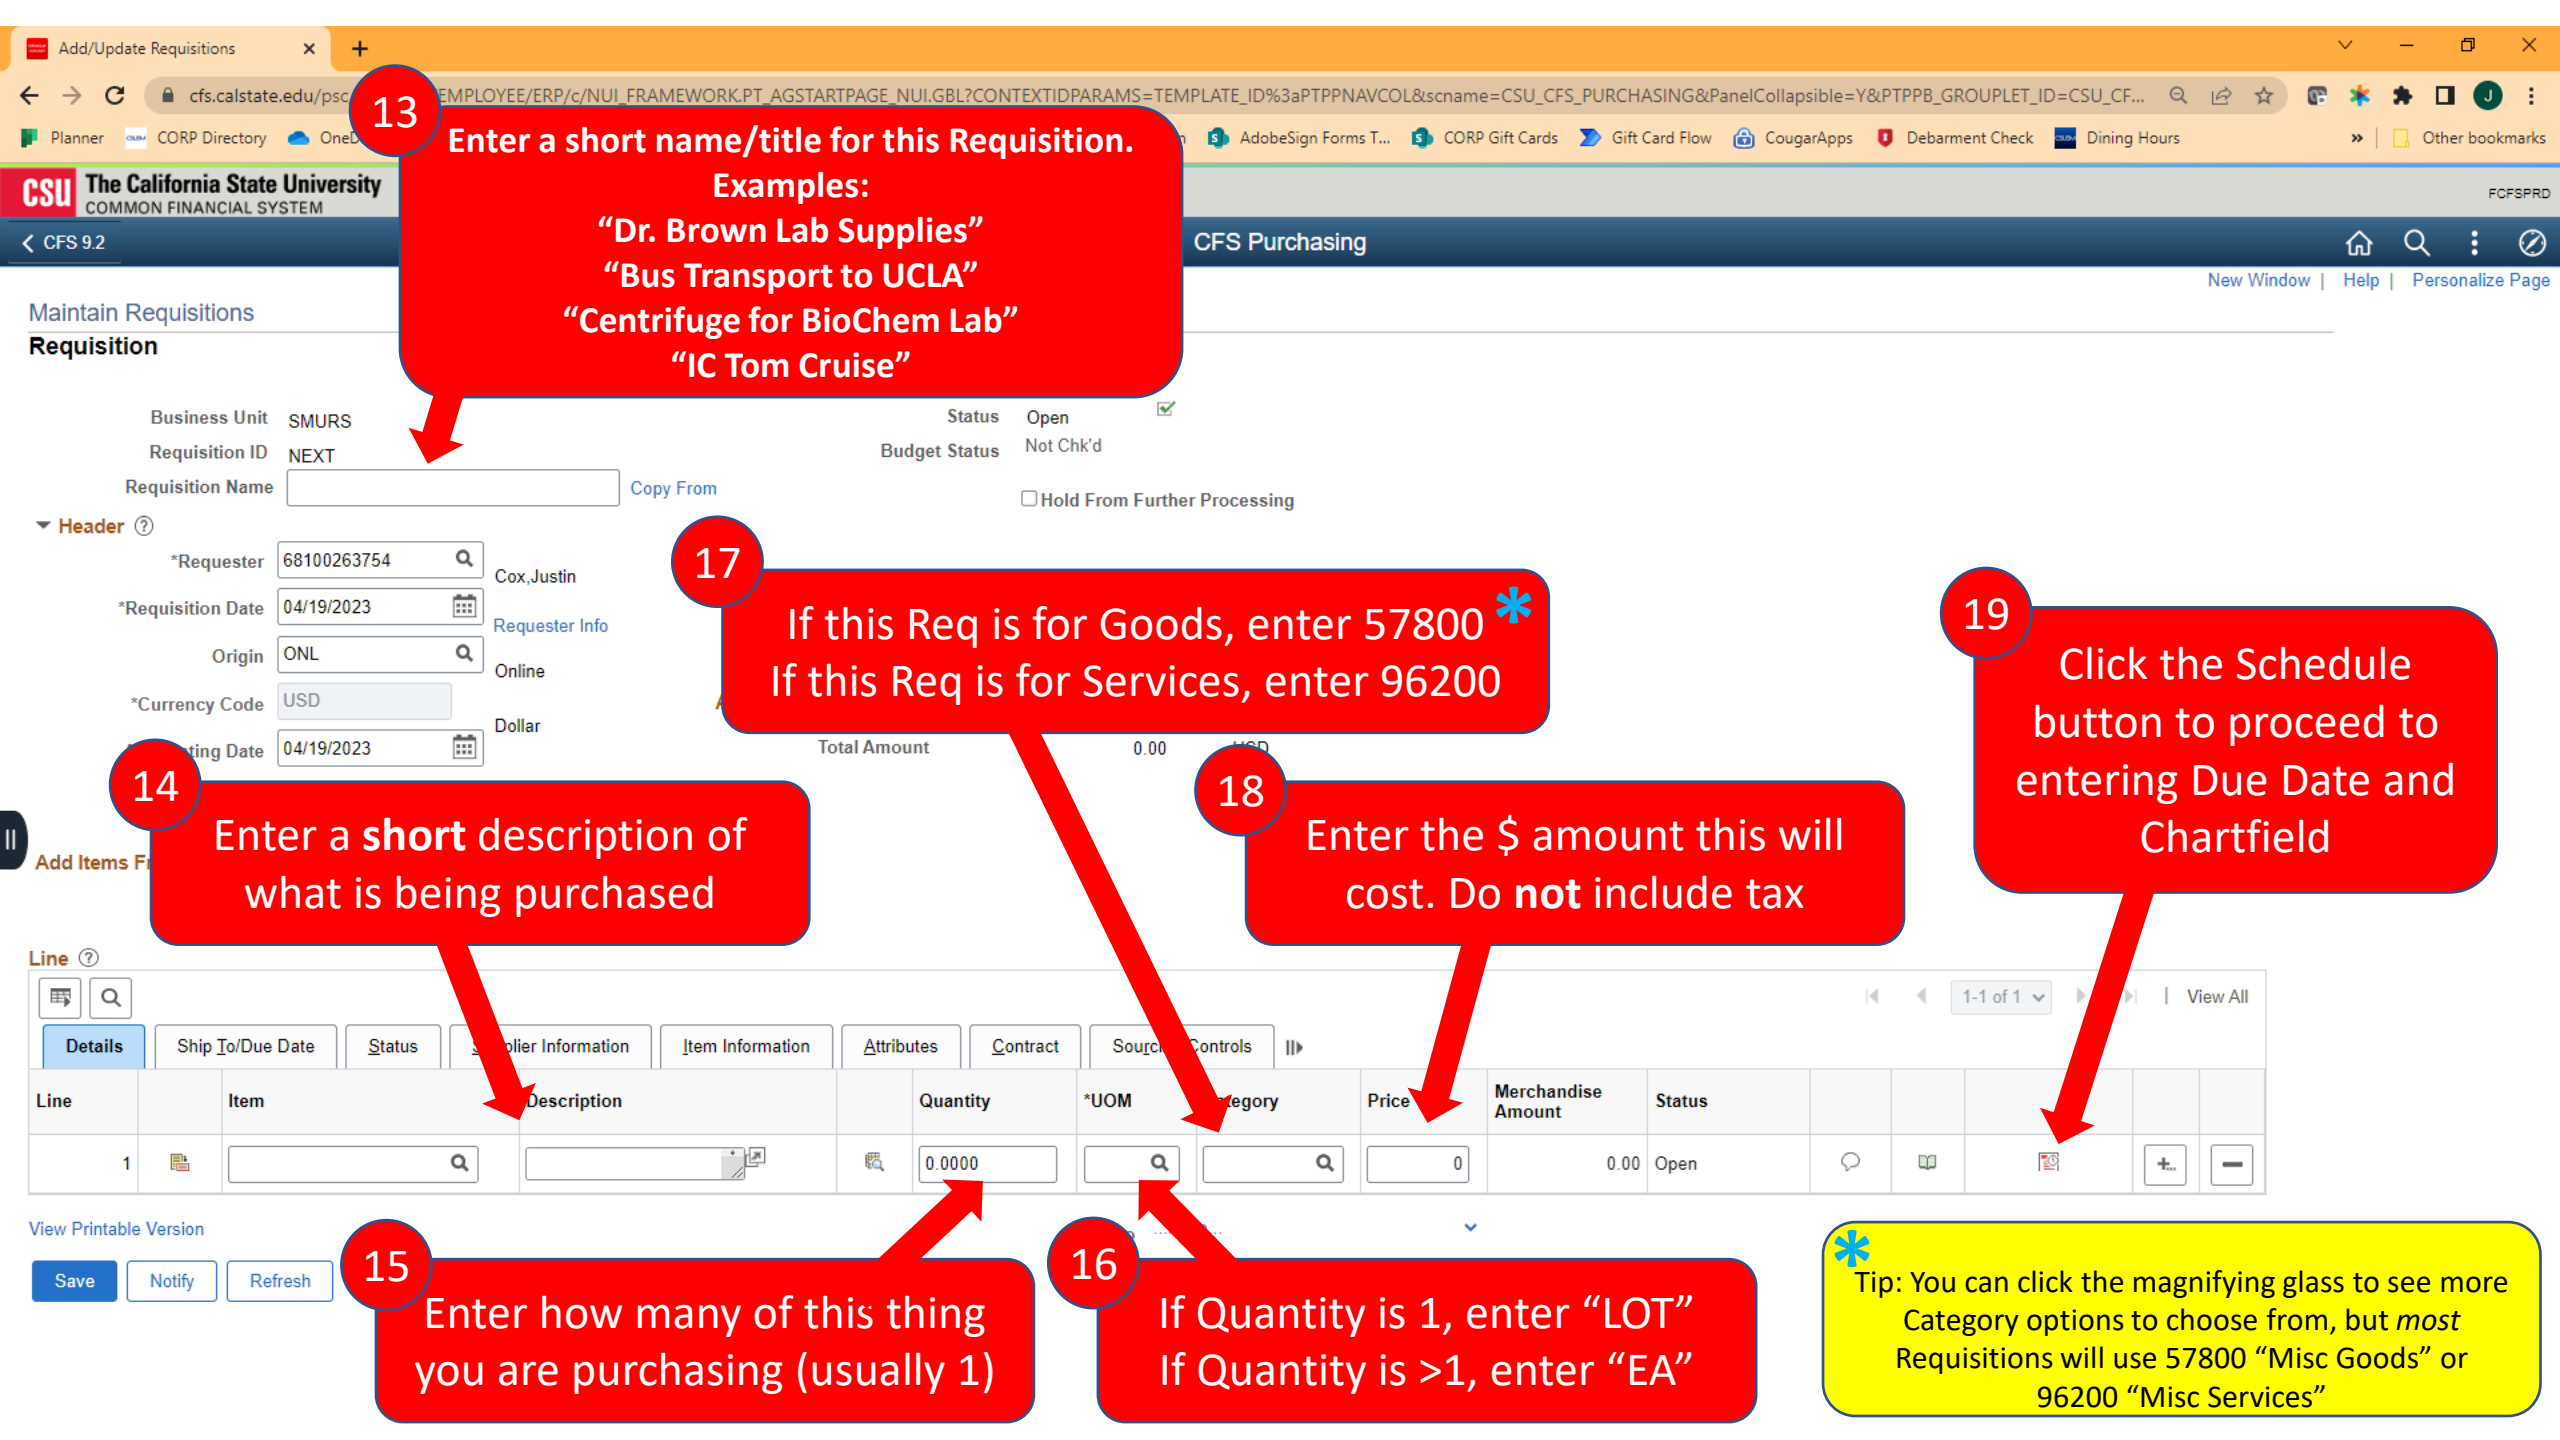 Add/Update Requisitions
cfs.calstate.edu/psc
EMPLOYEE/ERP/c/NUI_FRAMEWORK.PT_AGSTARTPAGE_NUI.GBL?CONTEXTIDPARAMS=TEMPLATE_ID%3aPTPPNAVCOL&scname=CSU_CFS_PURCHASING&PanelCollapsible=Y&PTPPB_GROUPLET_ID=CSU_CF...
J
Planner
CORP Directory
AdobeSign Forms T...
CORP Gift Cards
Gift Card Flow
CougarApps
Debarment Check
Dining Hours
»
Other bookmarks
13
Enter a short name/title for this Requisition.
Examples:
“Dr. Brown Lab Supplies”
“Bus Transport to UCLA”
“Centrifuge for BioChem Lab”
“IC Tom Cruise”
CSU The California State University
COMMON FINANCIAL SYSTEM
FCFSPRD
CFS 9.2
CFS Purchasing
New Window | Help | Personalize Page
Maintain Requisitions
Requisition
Business Unit SMURS
Status Open
Requisition ID NEXT
Budget Status Not Chk'd
Requisition Name
Copy From
Hold From Further Processing
Header
*Requester 68100263754 Cox,Justin
*Requisition Date 04/19/2023
Requester Info
Origin ONL Online
*Currency Code USD
Dollar
ting Date 04/19/2023
Total Amount 0.00 USD
17
If this Req is for Goods, enter 57800 *
If this Req is for Services, enter 96200
19
Click the Schedule
button to proceed to
entering Due Date and
Chartfield
14
Enter a short description of
what is being purchased
18
Enter the $ amount this will
cost. Do not include tax
Add Items F
Line
1-1 of 1
| View All
Details
Ship To/Due Date
Status
Item Information
Attributes
Contract
Line
Item
Description
Quantity
*UOM
Price
Merchandise
Amount
Status
1
0.0000
0
0.00
Open
View Printable Version
Save
Notify
Refresh
15
Enter how many of this thing
you are purchasing (usually 1)
16
If Quantity is 1, enter “LOT”
If Quantity is >1, enter “EA”
*
Tip: You can click the magnifying glass to see more
Category options to choose from, but most
Requisitions will use 57800 “Misc Goods” or
96200 “Misc Services”